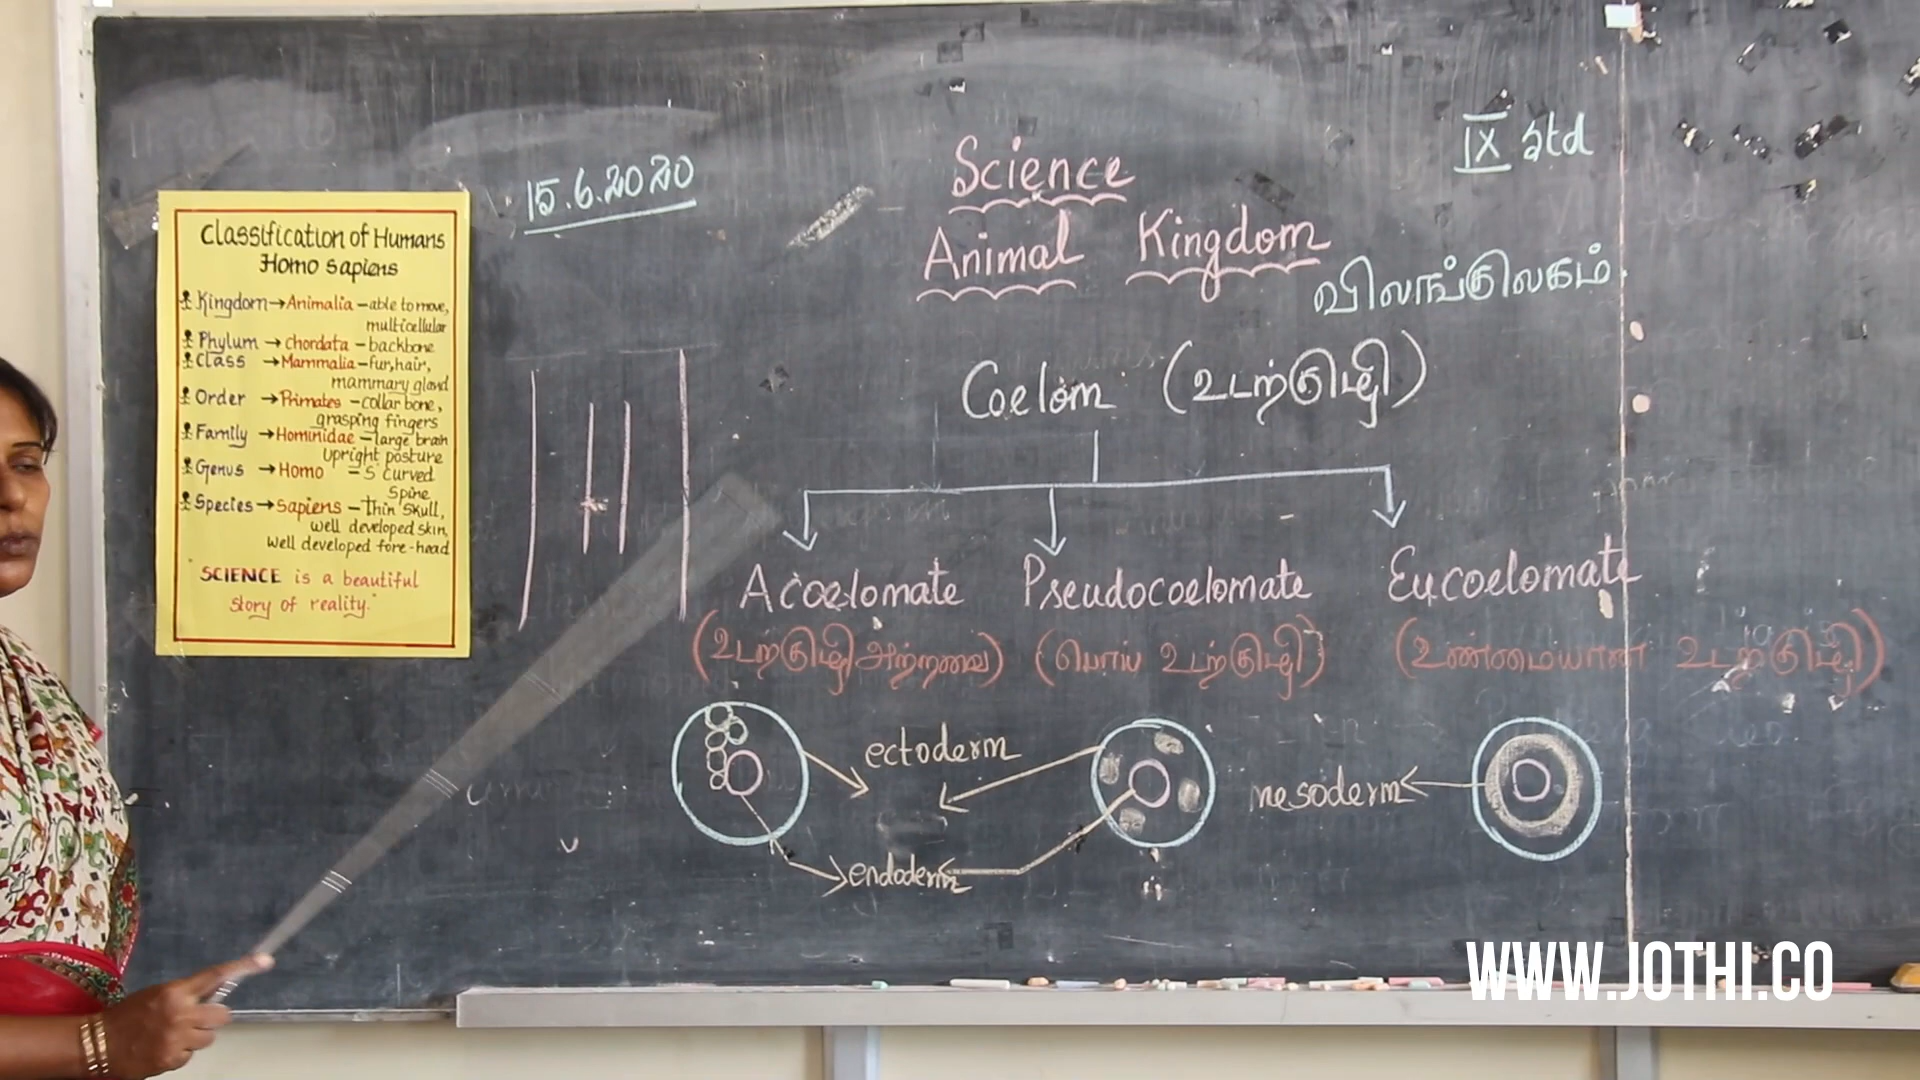 Classification of Humans
Homo sapiens
Kingdom→Animalia – able to move,
multicellular
Phylum → chordata – backbone
Class → Mammalia – fur, hair,
mammary gland
Order → Primates – collar bone,
grasping fingers
Family → Hominidae – large brain
Upright posture
Genus → Homo – "S" curved
Spine
Species → Sapiens – Thin skull,
well developed skin,
Well developed fore-head
"SCIENCE is a beautiful
story of reality."
15.6.2020
IX std
Science
Animal Kingdom
விலங்குலகம்
Coelom (உடற்குழி)
Acoelomate Pseudocoelomate Eucoelomate
(உடற்குழி அற்றவை) (பொய் உடற்குழி) (உண்மையான உடற்குழி)
ectoderm
mesoderm
endoderm
WWW.JOTHI.CO